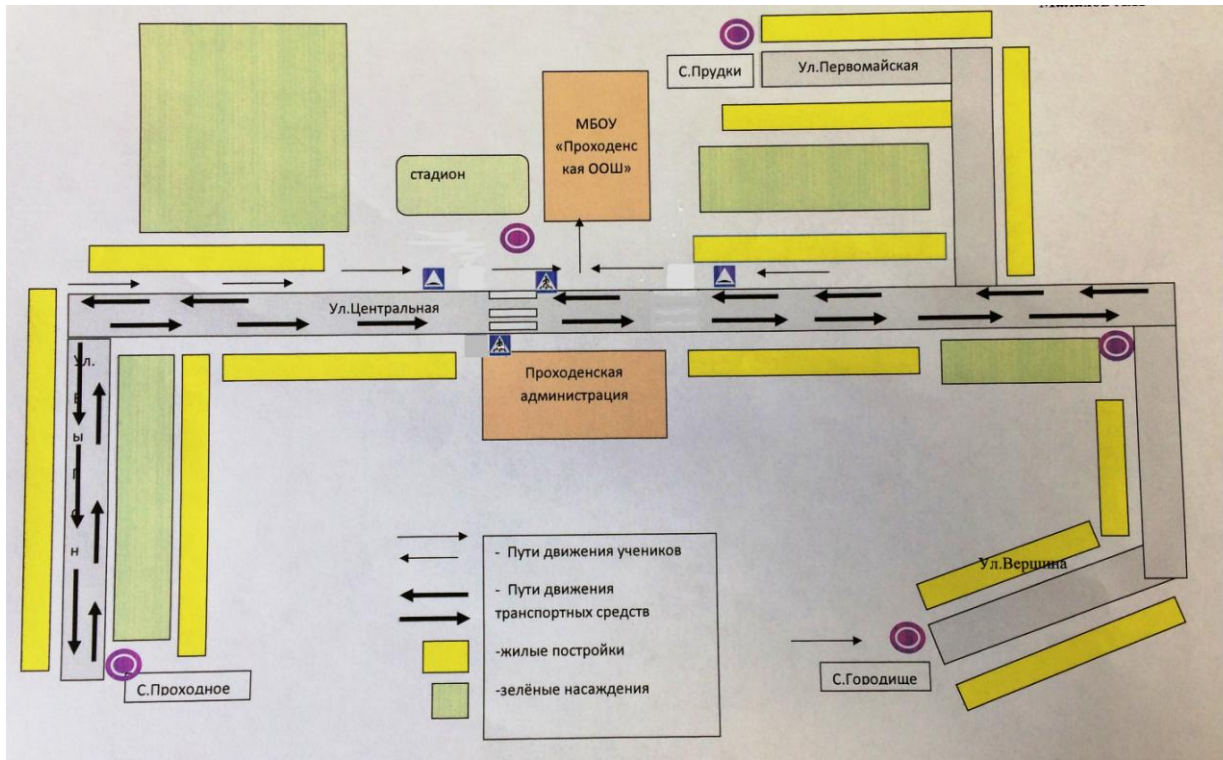 С.Прудки
Ул.Первомайская
МБОУ
«Проходенс
кая ООШ»
стадион
Ул.Центральная
Ул.
Проходенская
администрация
- Пути движения учеников
- Пути движения
транспортных средств
-жилые постройки
-зелёные насаждения
Ул.Вершина
С.Проходное
С.Городище